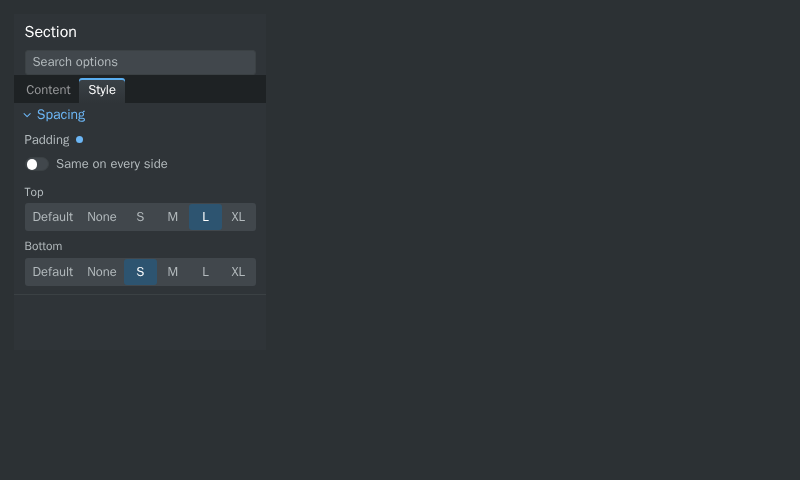 Section
Search options
Content Style
Spacing
Padding
Same on every side
Top
Default None S M L XL
Bottom
Default None S M L XL